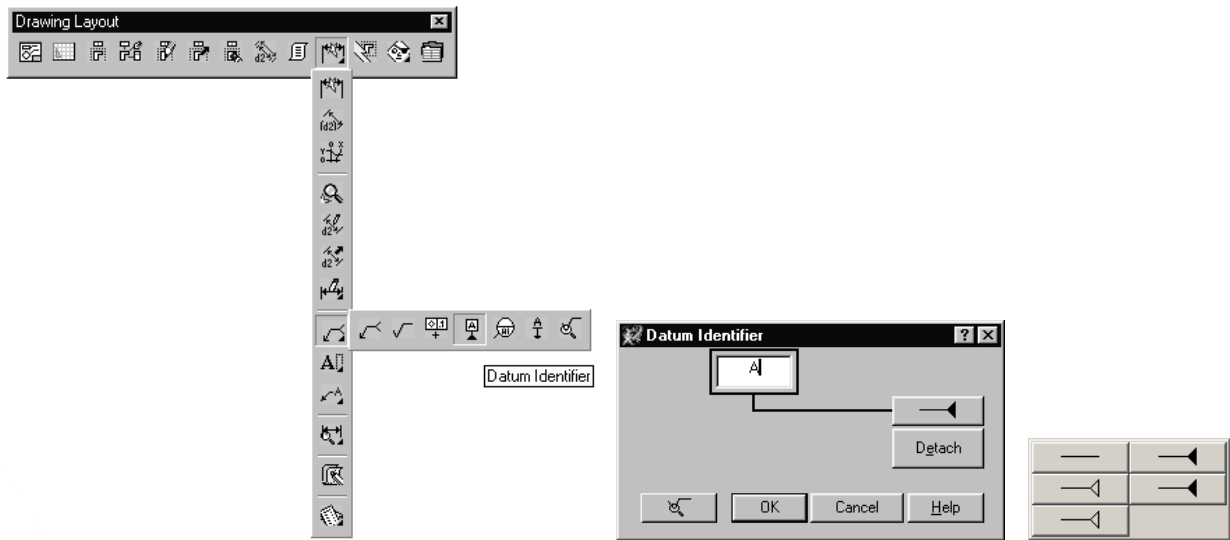 Drawing Layout
Datum Identifier
Datum Identifier
A
Detach
OK
Cancel
Help